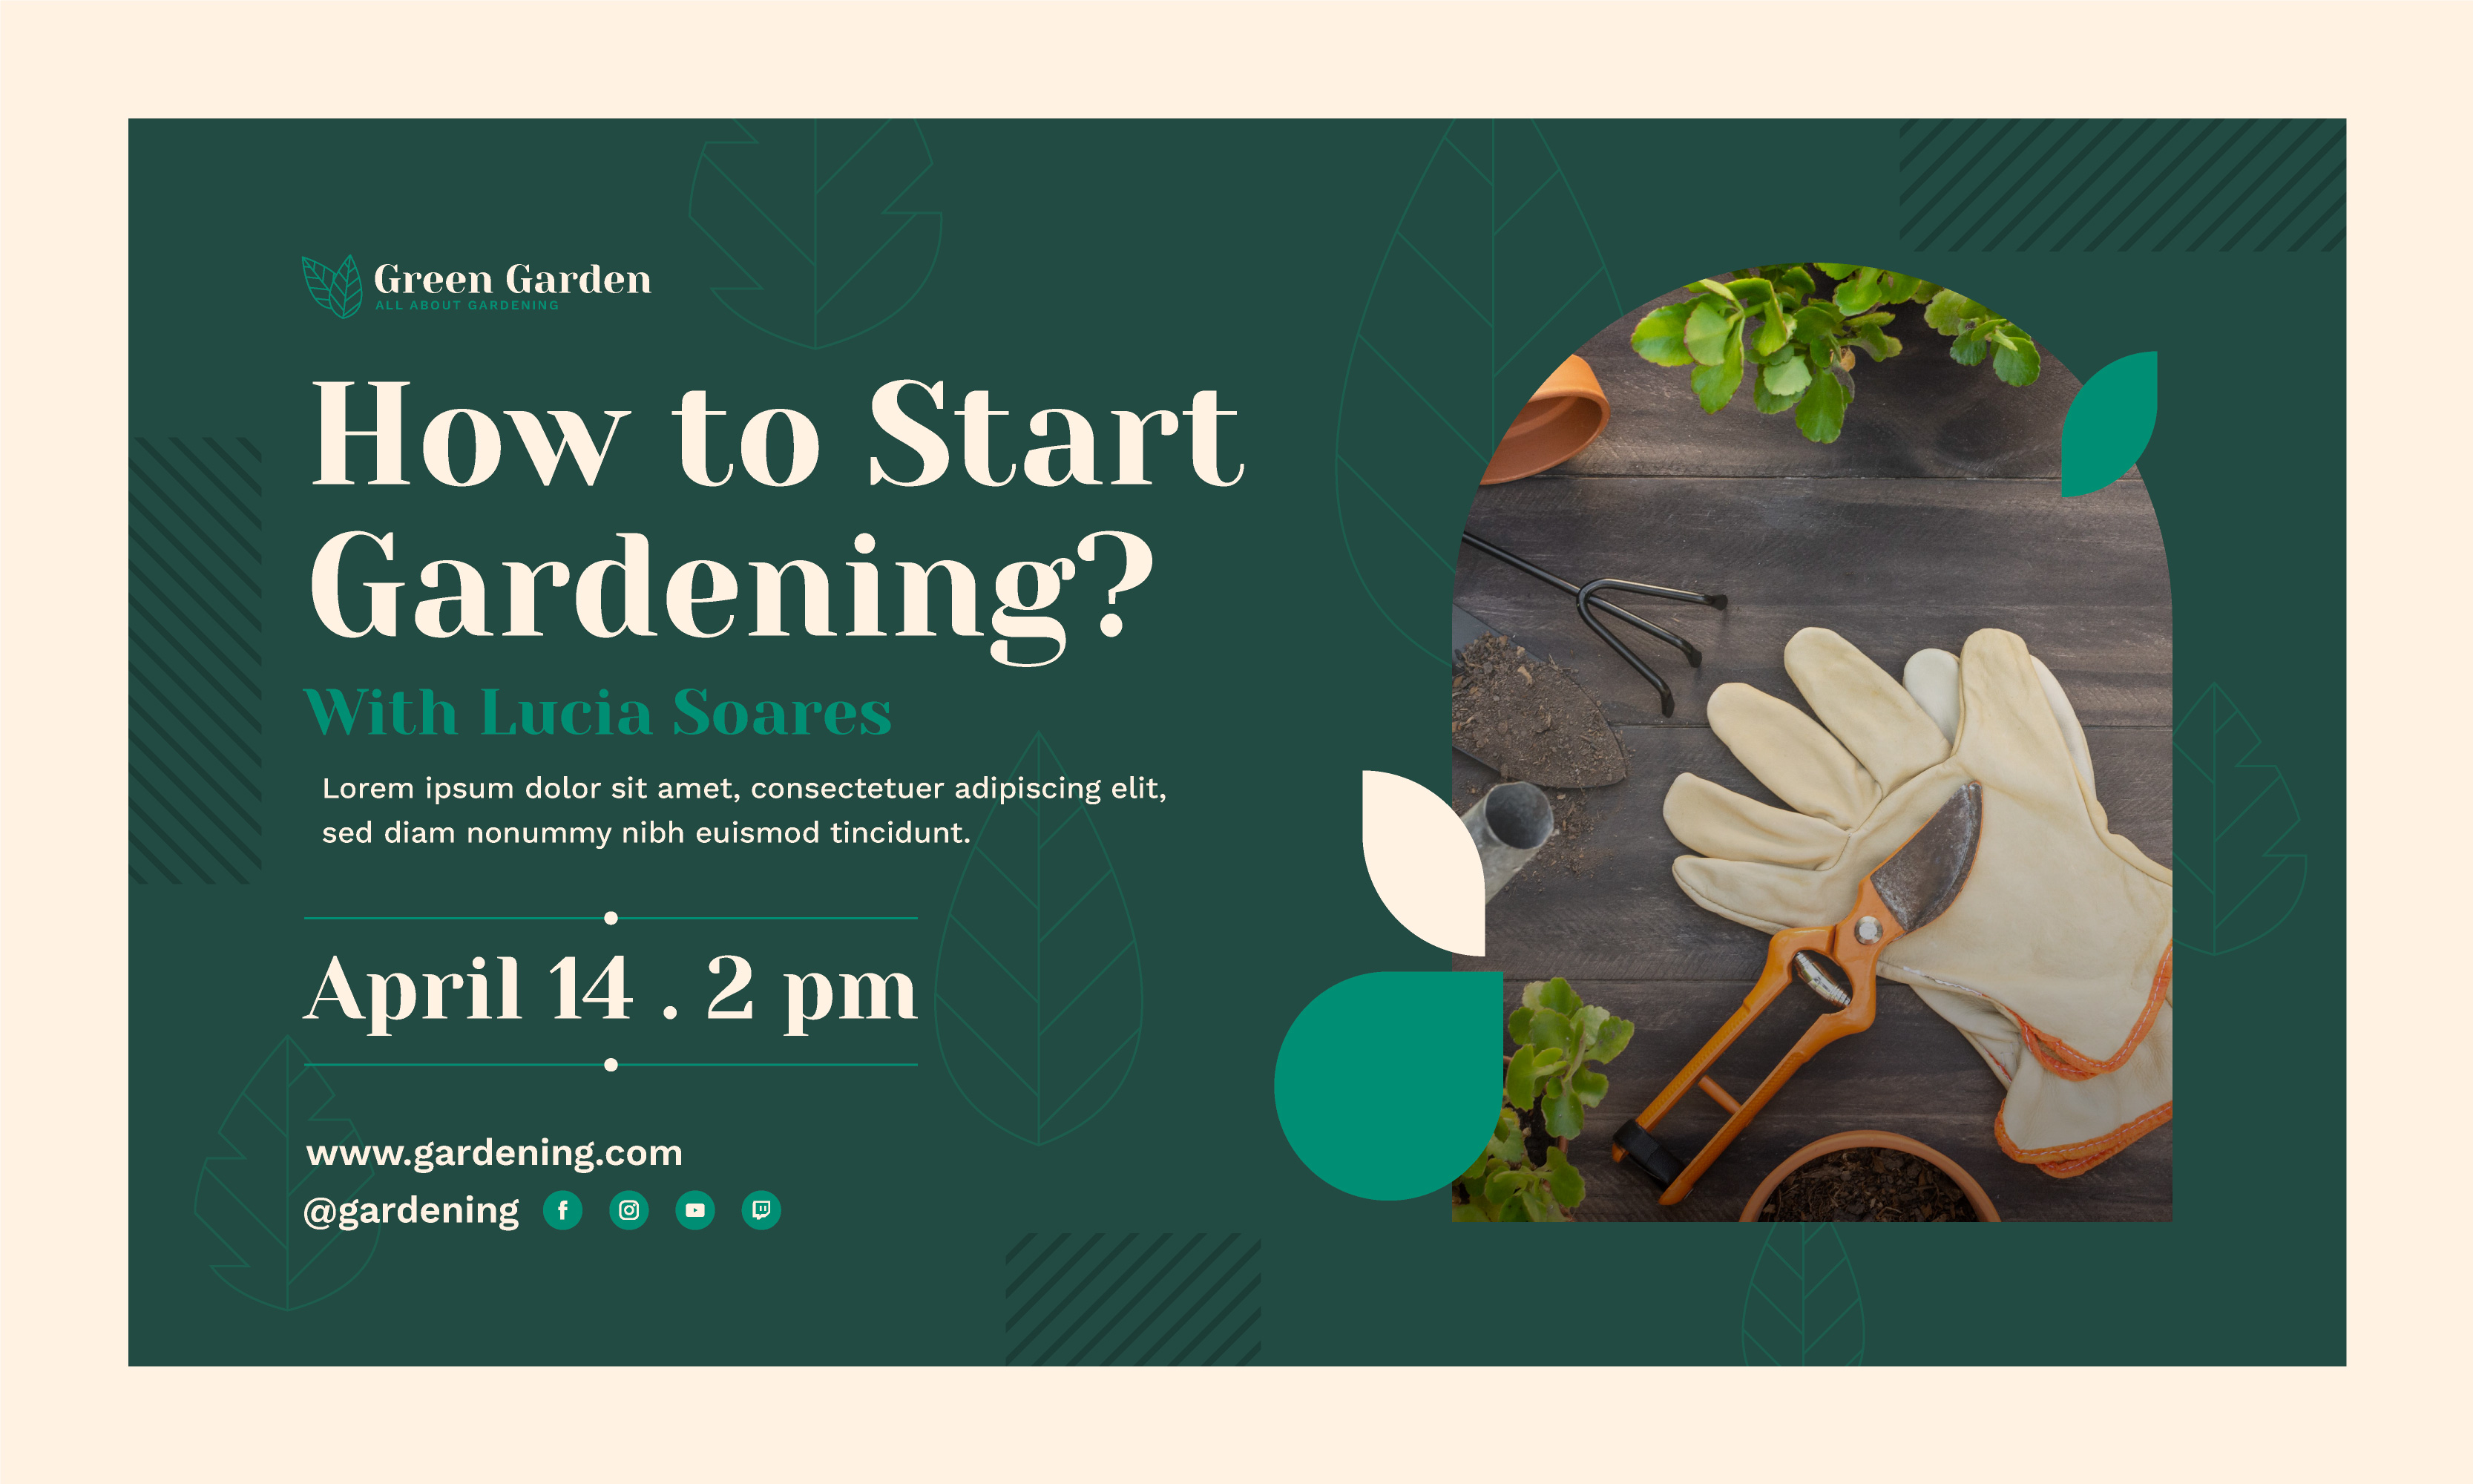 Green Garden
ALL ABOUT GARDENING
How to Start
Gardening?
With Lucia Soares
Lorem ipsum dolor sit amet, consectetuer adipiscing elit,
sed diam nonummy nibh euismod tincidunt.
April 14 . 2 pm
www.gardening.com
@gardening